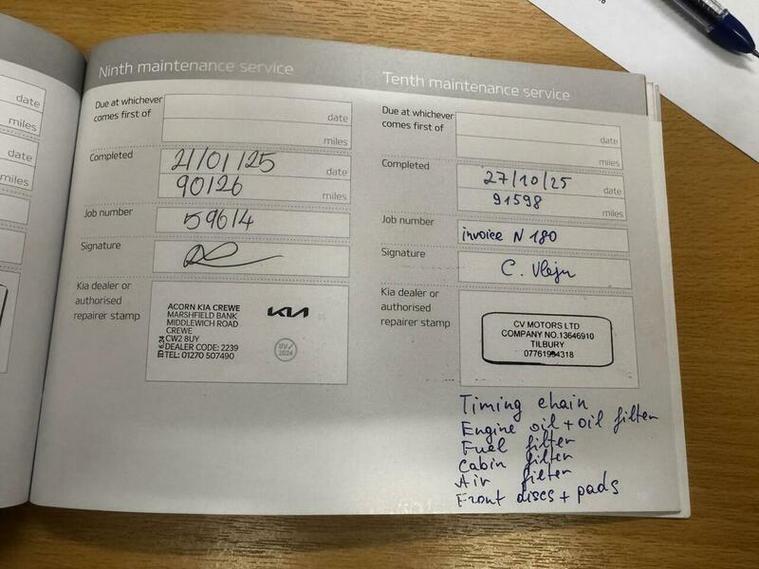 date
miles
date
miles
Ninth maintenance service
Due at whichever
comes first of
date
miles
Completed
21/01/25 date
90126 miles
Job number
59614
Signature
Kia dealer or
authorised
repairer stamp
ACORN KIA CREWE
MARSHFIELD BANK
MIDDLEWICH ROAD
CREWE
CW2 8UY
DEALER CODE: 2239
TEL: 01270 507490
KIA
2024
Tenth maintenance service
Due at whichever
comes first of
date
miles
Completed
27/10/25 date
91598 miles
Job number
invoice N 180
Signature
Kia dealer or
authorised
repairer stamp
CV MOTORS LTD
COMPANY NO.13646910
TILBURY
Timing chain
Engine oil + oil filter
Fuel filter
Cabin filter
Air filter
Front discs + pads